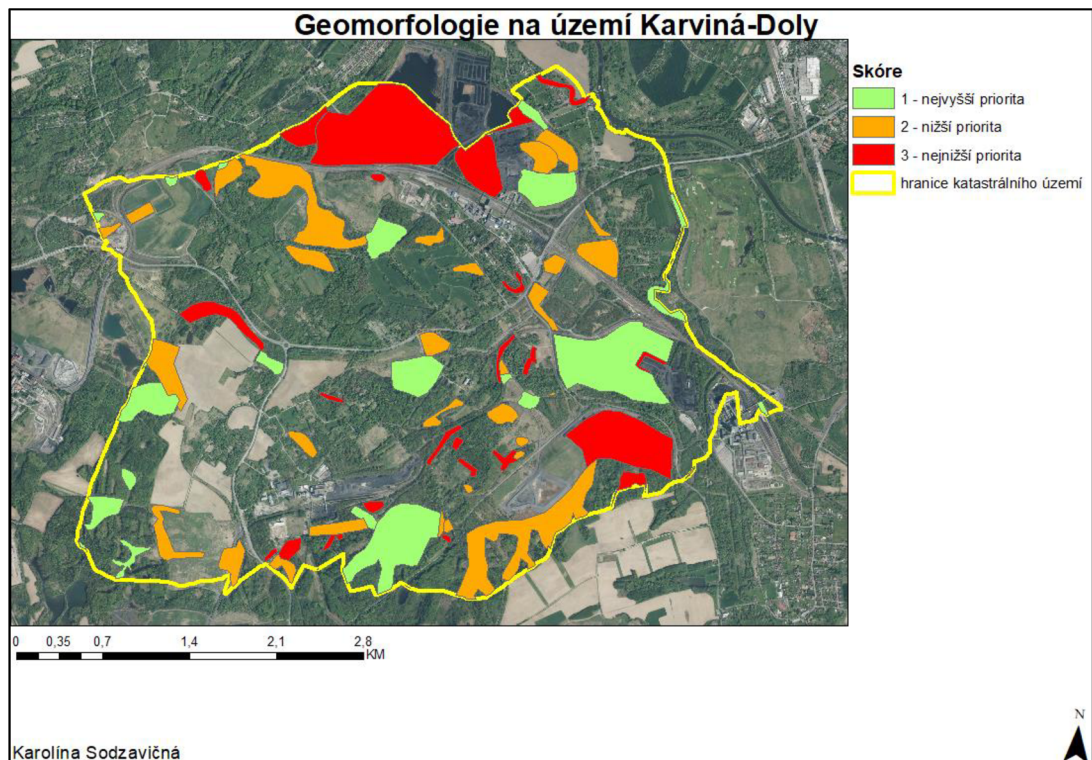 Geomorfologie na území Karviná-Doly
Skóre
1 - nejvyšší priorita
2 - nižší priorita
3 - nejnižší priorita
hranice katastrálního území
0 0,35 0,7 1,4 2,1 2,8
KM
N
Karolína Sodzavičná